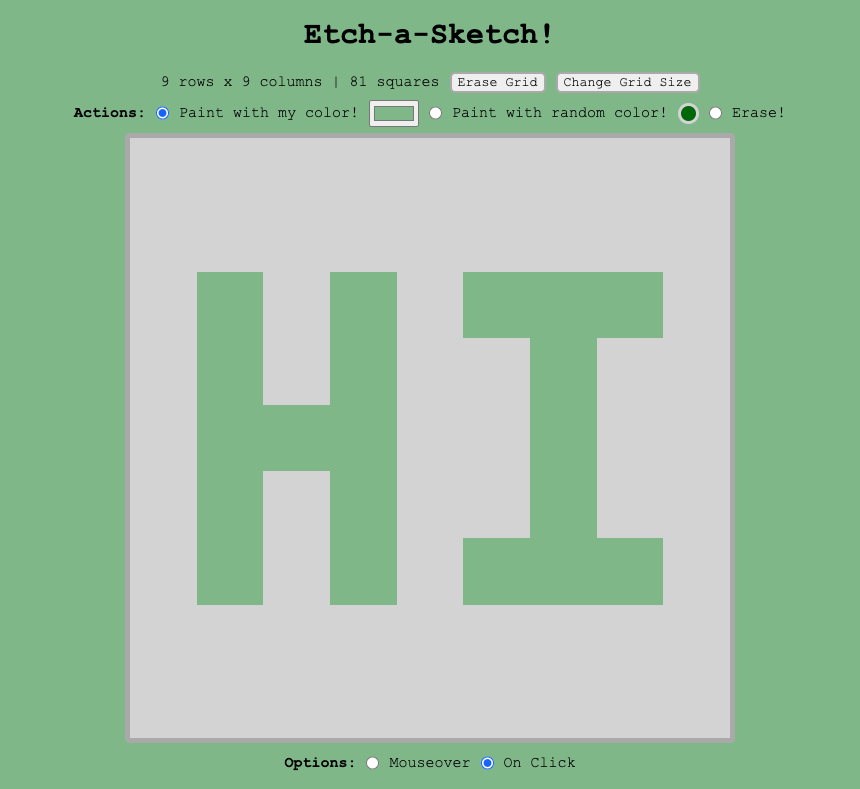 Etch-a-Sketch!
9 rows x 9 columns | 81 squares Erase Grid Change Grid Size
Actions: Paint with my color! Paint with random color! Erase!
HI
Options: Mouseover On Click